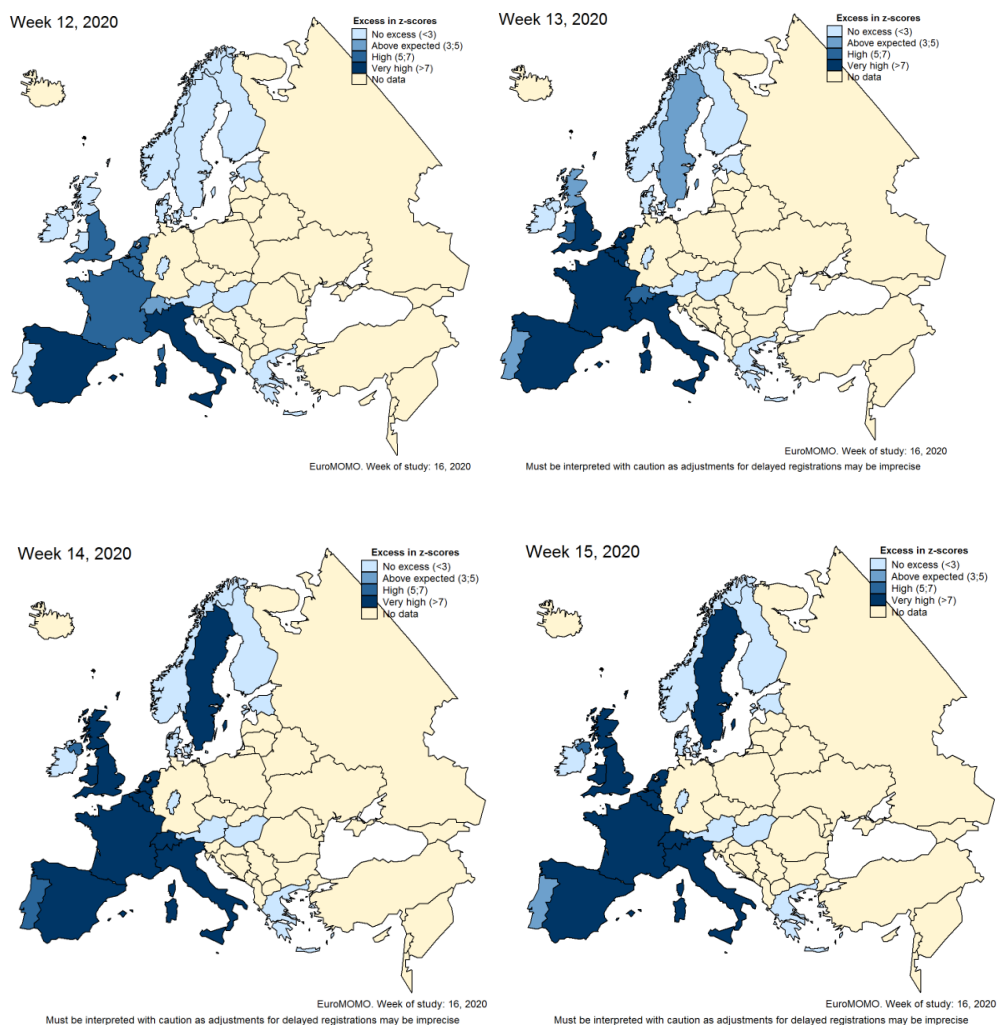 Week 12, 2020
Excess in z-scores
No excess (<3)
Above expected (3;5)
High (5;7)
Very high (>7)
No data
EuroMOMO. Week of study: 16, 2020
Week 13, 2020
Excess in z-scores
No excess (<3)
Above expected (3;5)
High (5;7)
Very high (>7)
No data
EuroMOMO. Week of study: 16, 2020
Must be interpreted with caution as adjustments for delayed registrations may be imprecise
Week 14, 2020
Excess in z-scores
No excess (<3)
Above expected (3;5)
High (5;7)
Very high (>7)
No data
EuroMOMO. Week of study: 16, 2020
Must be interpreted with caution as adjustments for delayed registrations may be imprecise
Week 15, 2020
Excess in z-scores
No excess (<3)
Above expected (3;5)
High (5;7)
Very high (>7)
No data
EuroMOMO. Week of study: 16, 2020
Must be interpreted with caution as adjustments for delayed registrations may be imprecise